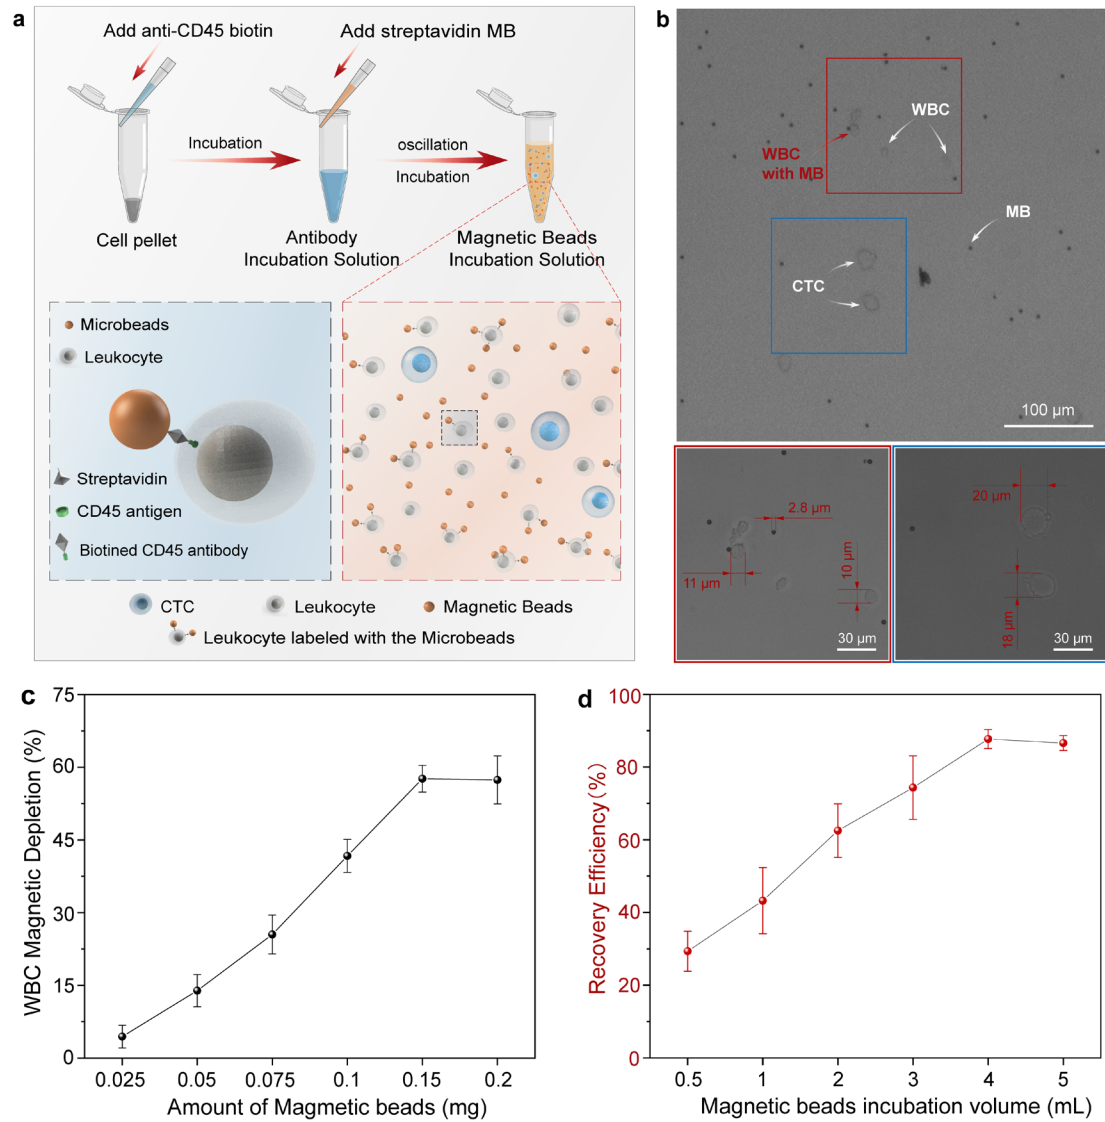 a
Add anti-CD45 biotin
Add streptavidin MB
Incubation
oscillation
Incubation
Cell pellet
Antibody
Incubation Solution
Magnetic Beads
Incubation Solution
Microbeads
Leukocyte
Streptavidin
CD45 antigen
Biotined CD45 antibody
CTC
Leukocyte
Magnetic Beads
Leukocyte labeled with the Microbeads
b
WBC
WBC
with MB
MB
CTC
100 µm
2.8 µm
11 µm
10 µm
30 µm
20 µm
18 µm
30 µm
c
WBC Magnetic Depletion (%)
75
60
45
30
15
0
0.025 0.05 0.075 0.1 0.15 0.2
Amount of Magmetic beads (mg)
d
Recovery Efficiency(%)
100
80
60
40
20
0
0.5 1 2 3 4 5
Magnetic beads incubation volume (mL)